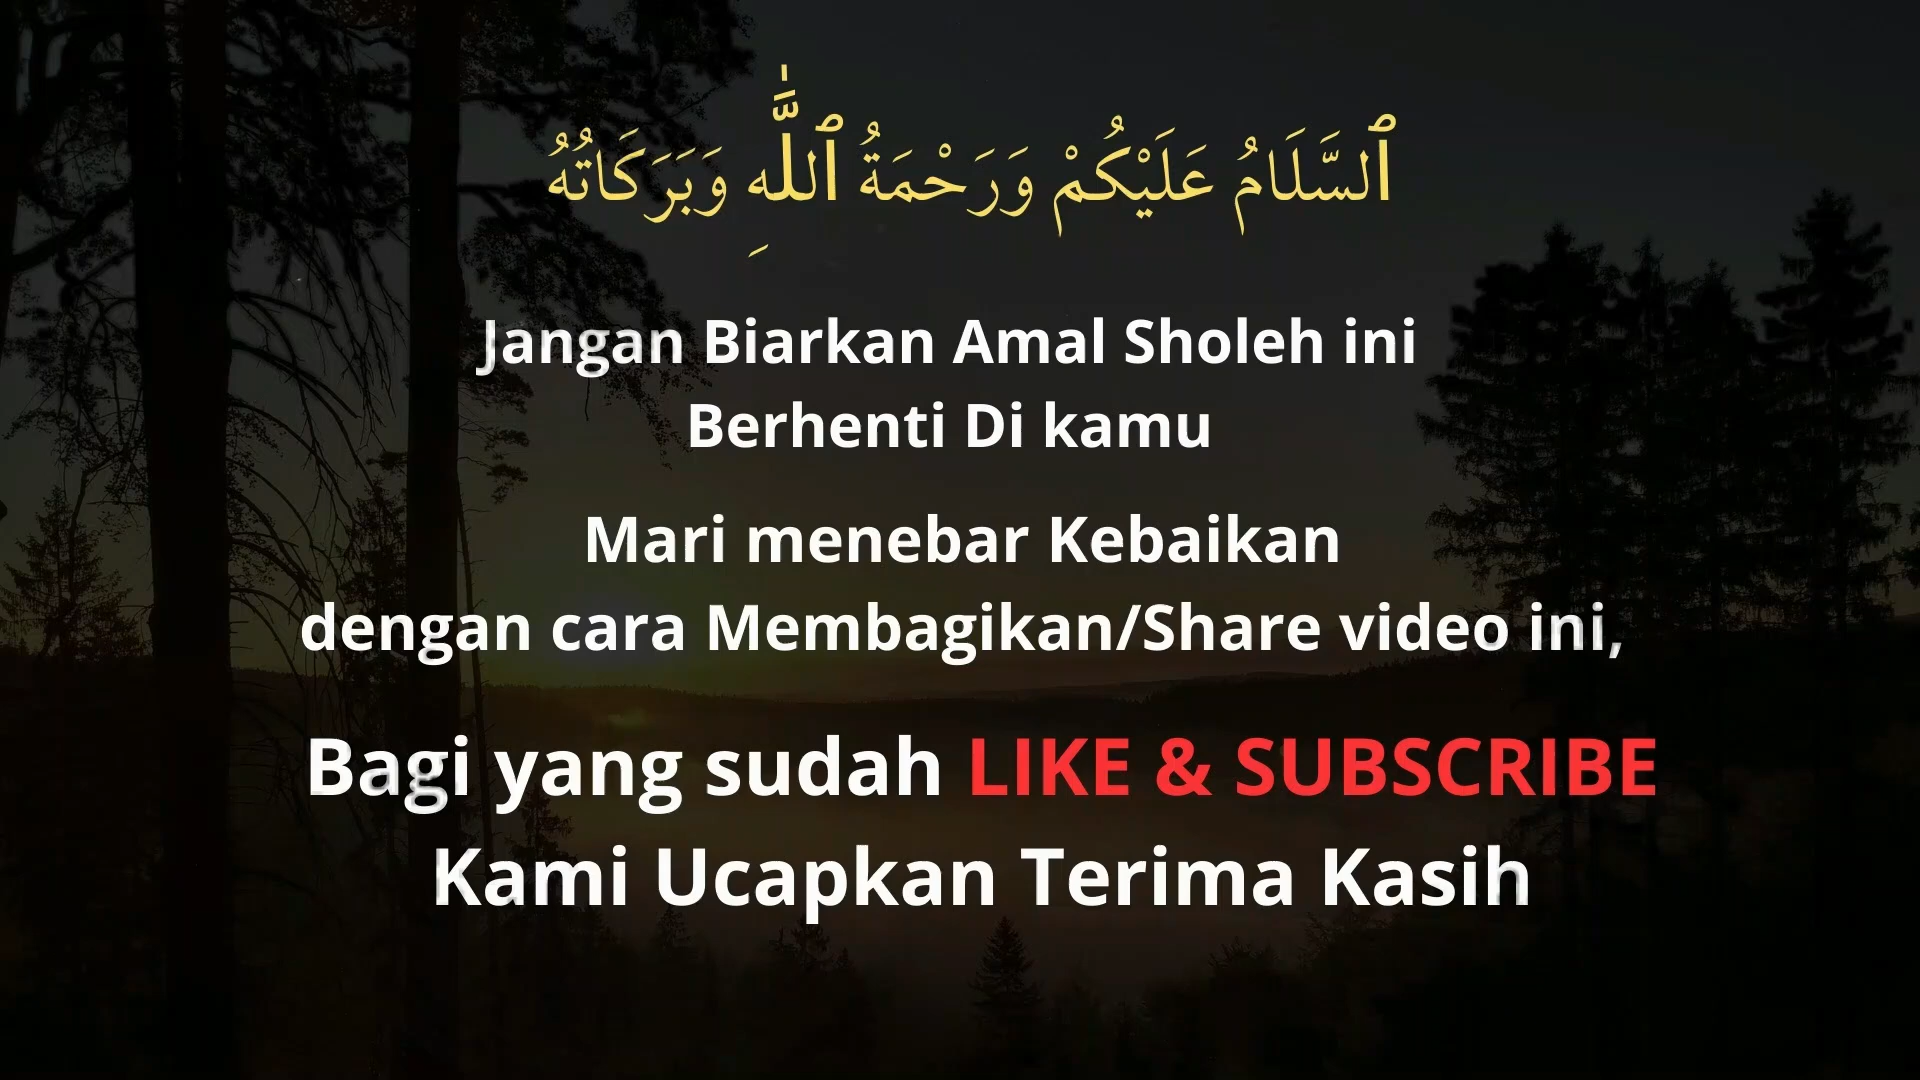 ٱلسَّلَامُ عَلَيْكُمْ وَرَحْمَةُ ٱللَّٰهِ وَبَرَكَاتُهُ
Jangan Biarkan Amal Sholeh ini
Berhenti Di kamu
Mari menebar Kebaikan
dengan cara Membagikan/Share video ini,
Bagi yang sudah LIKE & SUBSCRIBE
Kami Ucapkan Terima Kasih